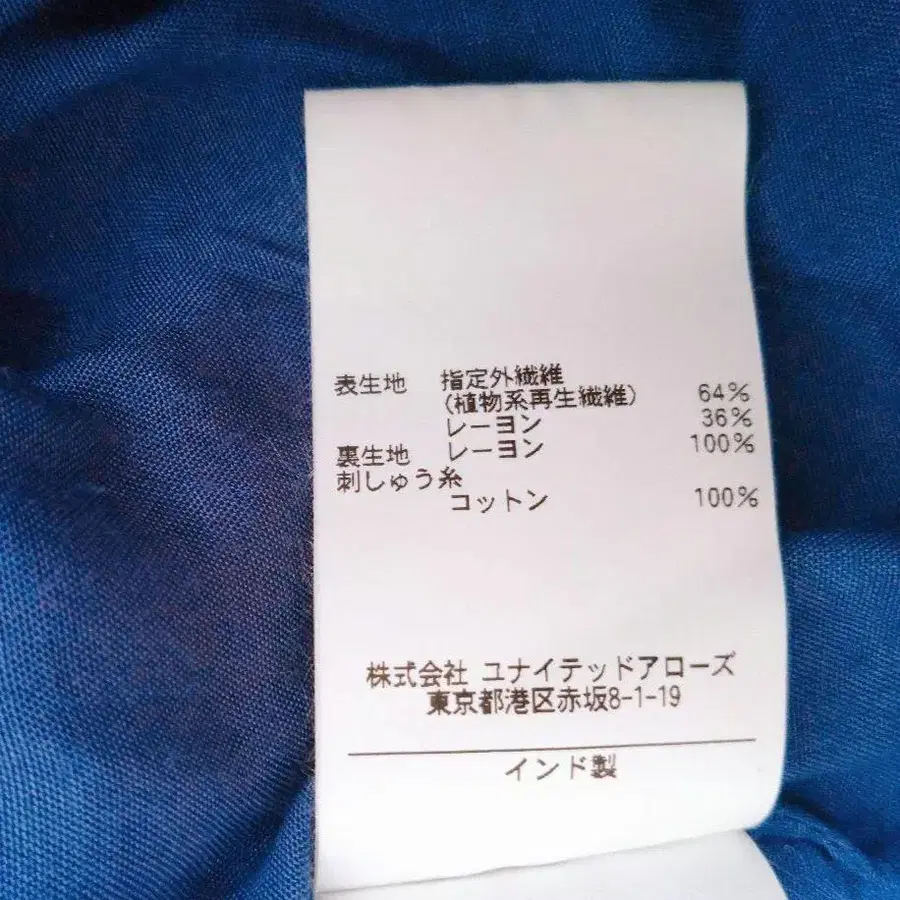 表生地 指定外繊維
(植物系再生繊維) 64%
レーヨン 36%
裏生地 レーヨン 100%
刺しゅう糸
コットン 100%
株式会社 ユナイテッドアローズ
東京都港区赤坂8-1-19
インド製